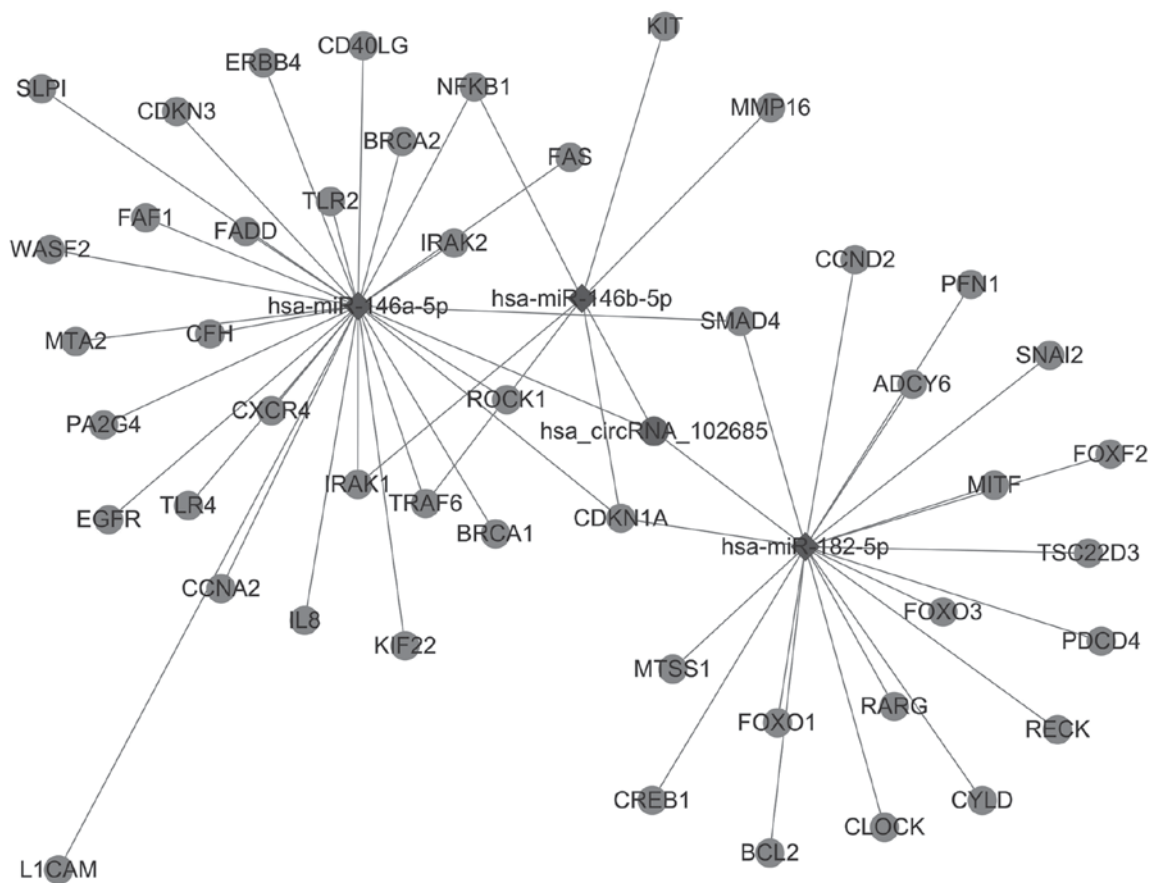 KIT
CD40LG
ERBB4
SLPI
NFKB1
CDKN3
MMP16
BRCA2
FAS
TLR2
FAF1
FADD
IRAK2
WASF2
CCND2
PFN1
hsa-miR-146a-5p
hsa-miR-146b-5p
SMAD4
MTA2
CFH
SNAI2
ADCY6
ROCK1
CXCR4
PA2G4
hsa_circRNA_102685
FOXF2
IRAK1
MITF
TLR4
TRAF6
EGFR
BRCA1
CDKN1A
hsa-miR-182-5p
TSC22D3
CCNA2
FOXO3
IL8
KIF22
PDCD4
MTSS1
RARG
FOXO1
RECK
CREB1
CYLD
CLOCK
BCL2
L1CAM